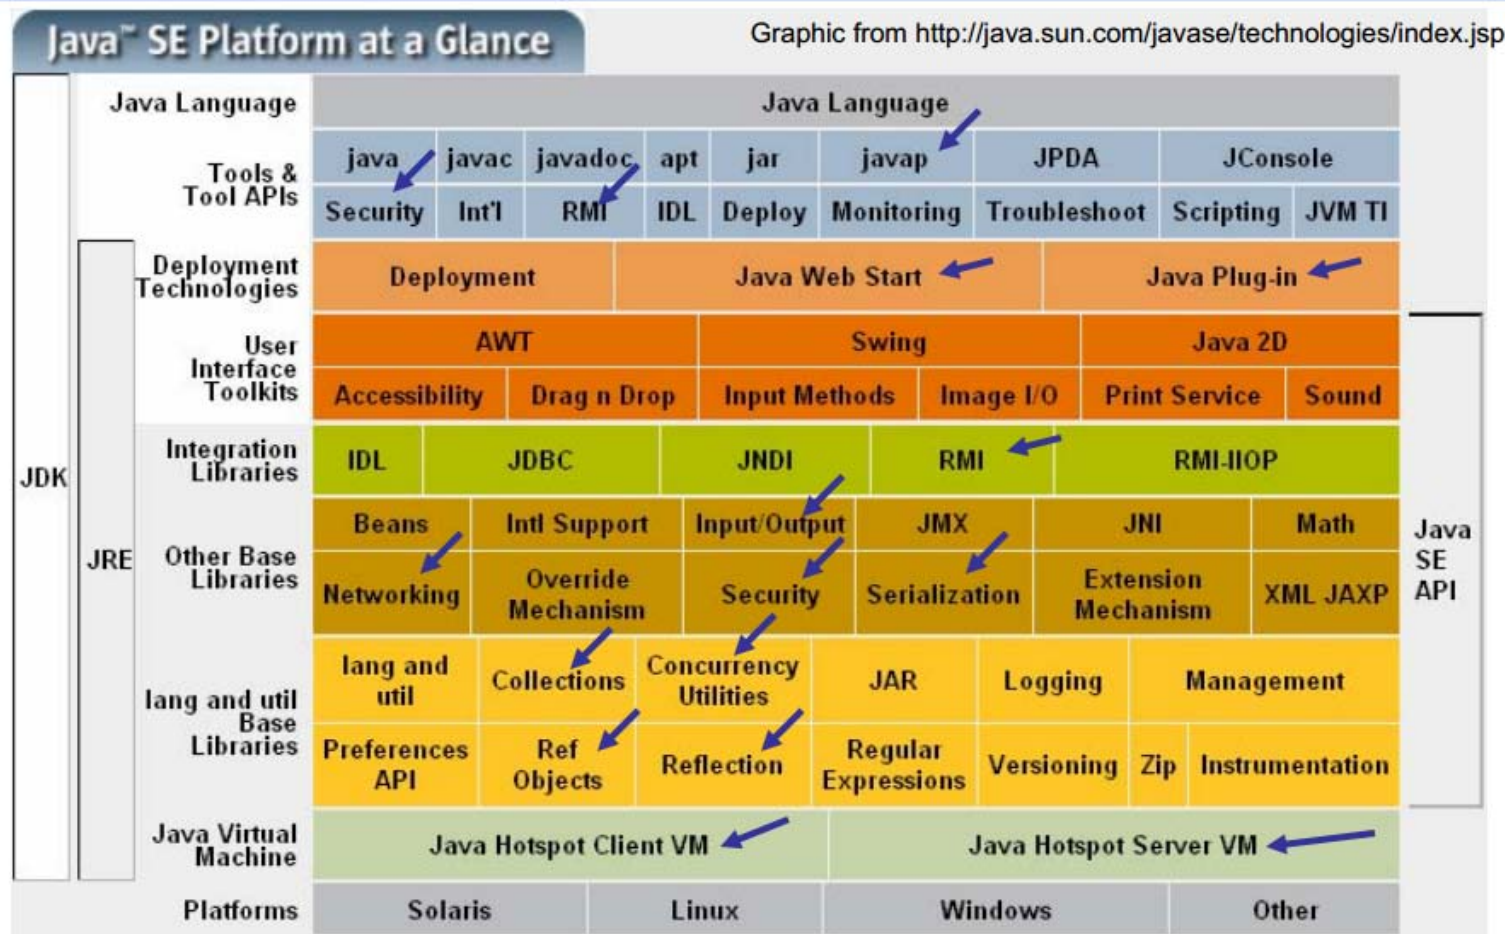 Java™ SE Platform at a Glance
Graphic from http://java.sun.com/javase/technologies/index.jsp
JDK
JRE
Java
SE
API
Java Language
Java Language
Tools &
Tool APIs
java javac javadoc apt jar javap JPDA JConsole
Security Int'l RMI IDL Deploy Monitoring Troubleshoot Scripting JVM TI
Deployment
Technologies
Deployment Java Web Start Java Plug-in
User
Interface
Toolkits
AWT Swing Java 2D
Accessibility Drag n Drop Input Methods Image I/O Print Service Sound
Integration
Libraries
IDL JDBC JNDI RMI RMI-IIOP
Other Base
Libraries
Beans Intl Support Input/Output JMX JNI Math
Networking
Override
Mechanism
Security
Serialization
Extension
Mechanism
XML JAXP
lang and util
Base
Libraries
lang and
util
Collections
Concurrency
Utilities
JAR
Logging
Management
Preferences
API
Ref
Objects
Reflection
Regular
Expressions
Versioning
Zip
Instrumentation
Java Virtual
Machine
Java Hotspot Client VM Java Hotspot Server VM
Platforms
Solaris Linux Windows Other